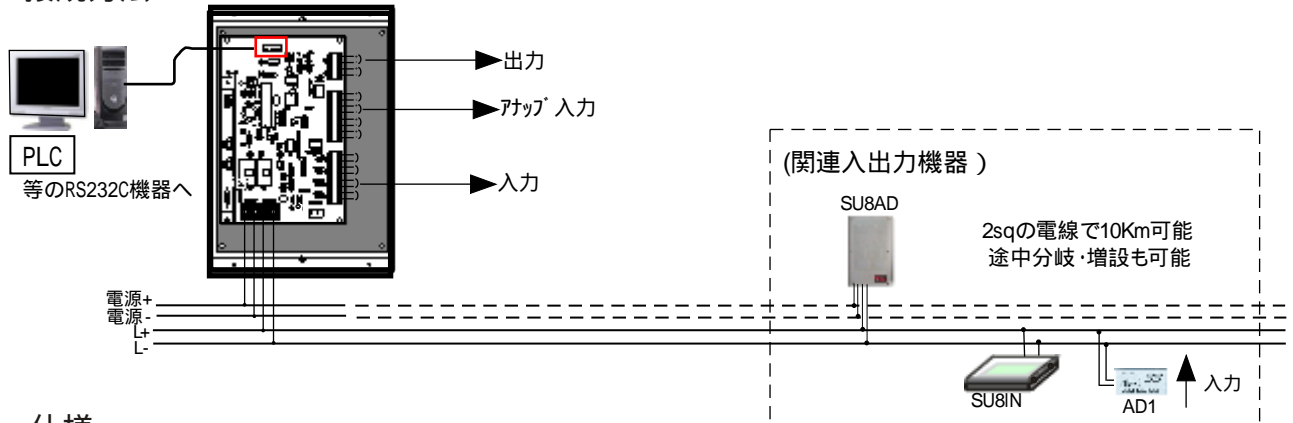 出力
アナップ 入力
入力
PLC
等のRS232C機器へ
(関連入出力機器)
SU8AD
2sqの電線で10Km可能
途中分岐・増設も可能
電源+
電源-
L+
L-
SU8IN
AD1
入力